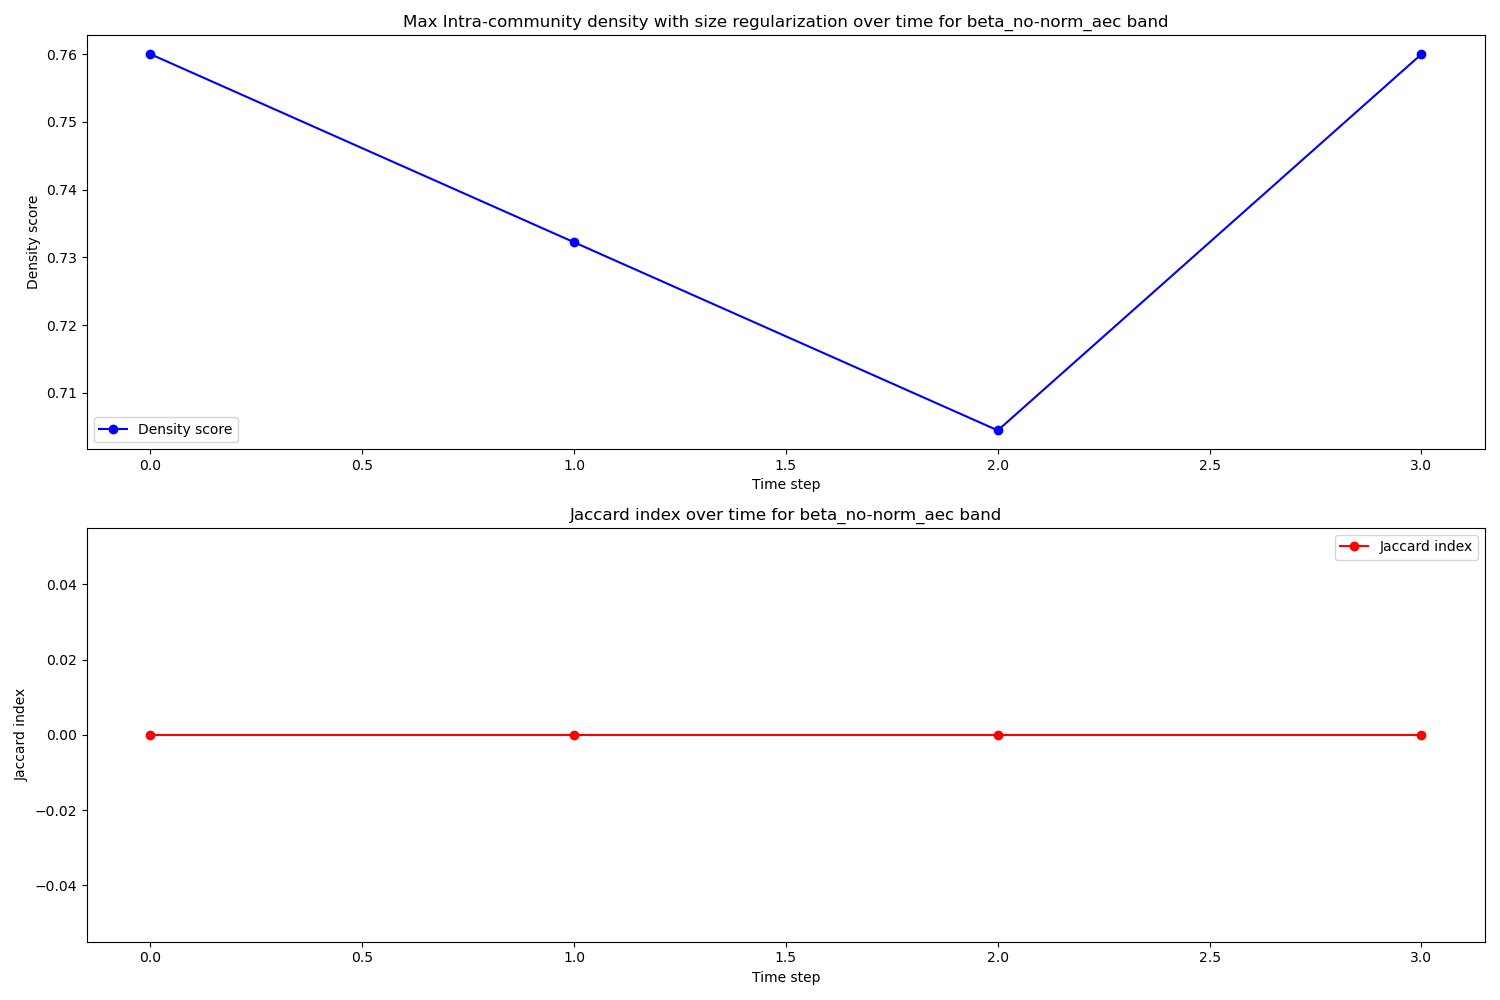 Max Intra-community density with size regularization over time for beta_no-norm_aec band
0.76
0.75
0.74
0.73
0.72
0.71
Density score
Density score
0.0 0.5 1.0 1.5 2.0 2.5 3.0
Time step
Jaccard index over time for beta_no-norm_aec band
Jaccard index
0.04
0.02
0.00
−0.02
−0.04
Jaccard index
0.0 0.5 1.0 1.5 2.0 2.5 3.0
Time step